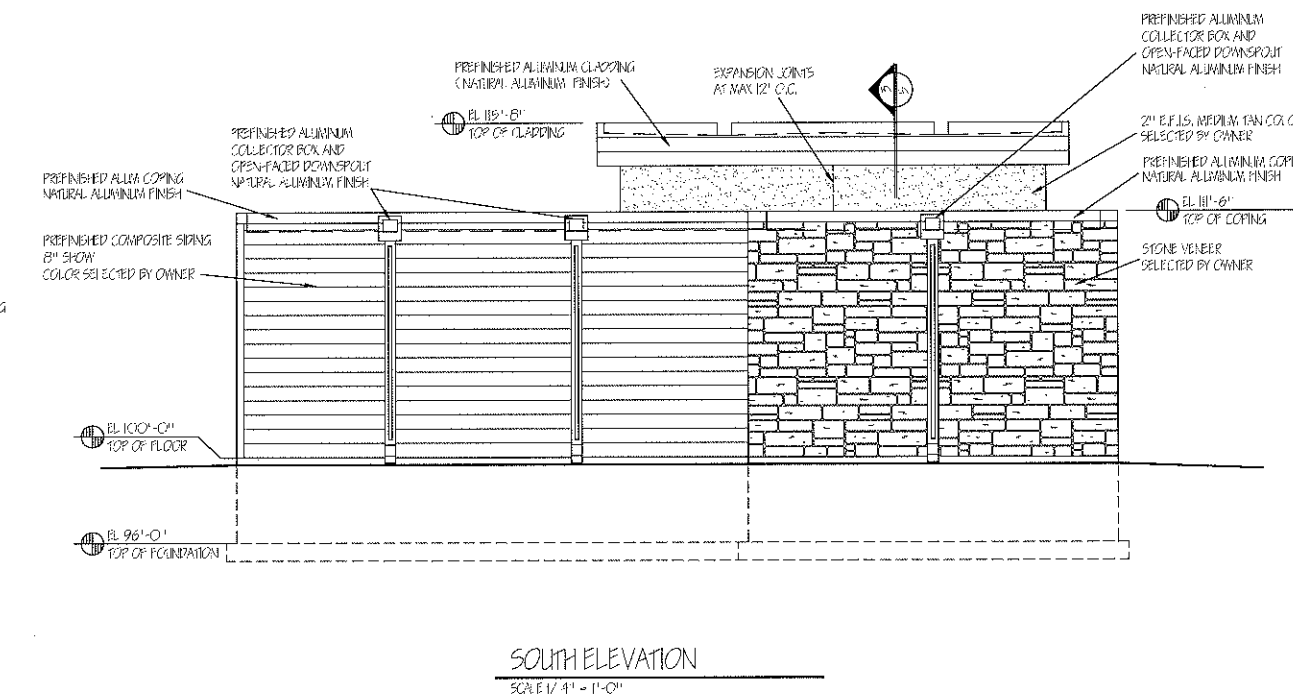 PREFINISHED ALUMINUM
COLLECTOR BOX AND
OPEN-FACED DOWNSPOUT
NATURAL ALUMINUM FINISH
PREFINISHED ALUMINUM CLADDING
(NATURAL ALUMINUM FINISH)
EXPANSION JOINTS
AT MAX 12' O.C.
EL 115'-8"
TOP OF CLADDING
2" E.F.I.S. MEDIUM TAN COLO
SELECTED BY OWNER
PREFINISHED ALUMINUM
COLLECTOR BOX AND
OPEN-FACED DOWNSPOUT
NATURAL ALUMINUM FINISH
PREFINISHED ALUMINUM COPI
NATURAL ALUMINUM FINISH
PREFINISHED ALUM COPING
NATURAL ALUMINUM FINISH
EL 111'-6"
TOP OF COPING
PREFINISHED COMPOSITE SIDING
8" SHOW
COLOR SELECTED BY OWNER
STONE VENEER
SELECTED BY OWNER
G
EL 100'-0"
TOP OF FLOOR
EL 96'-0"
TOP OF FOUNDATION
SOUTH ELEVATION
SCALE 1/4" = 1'-0"